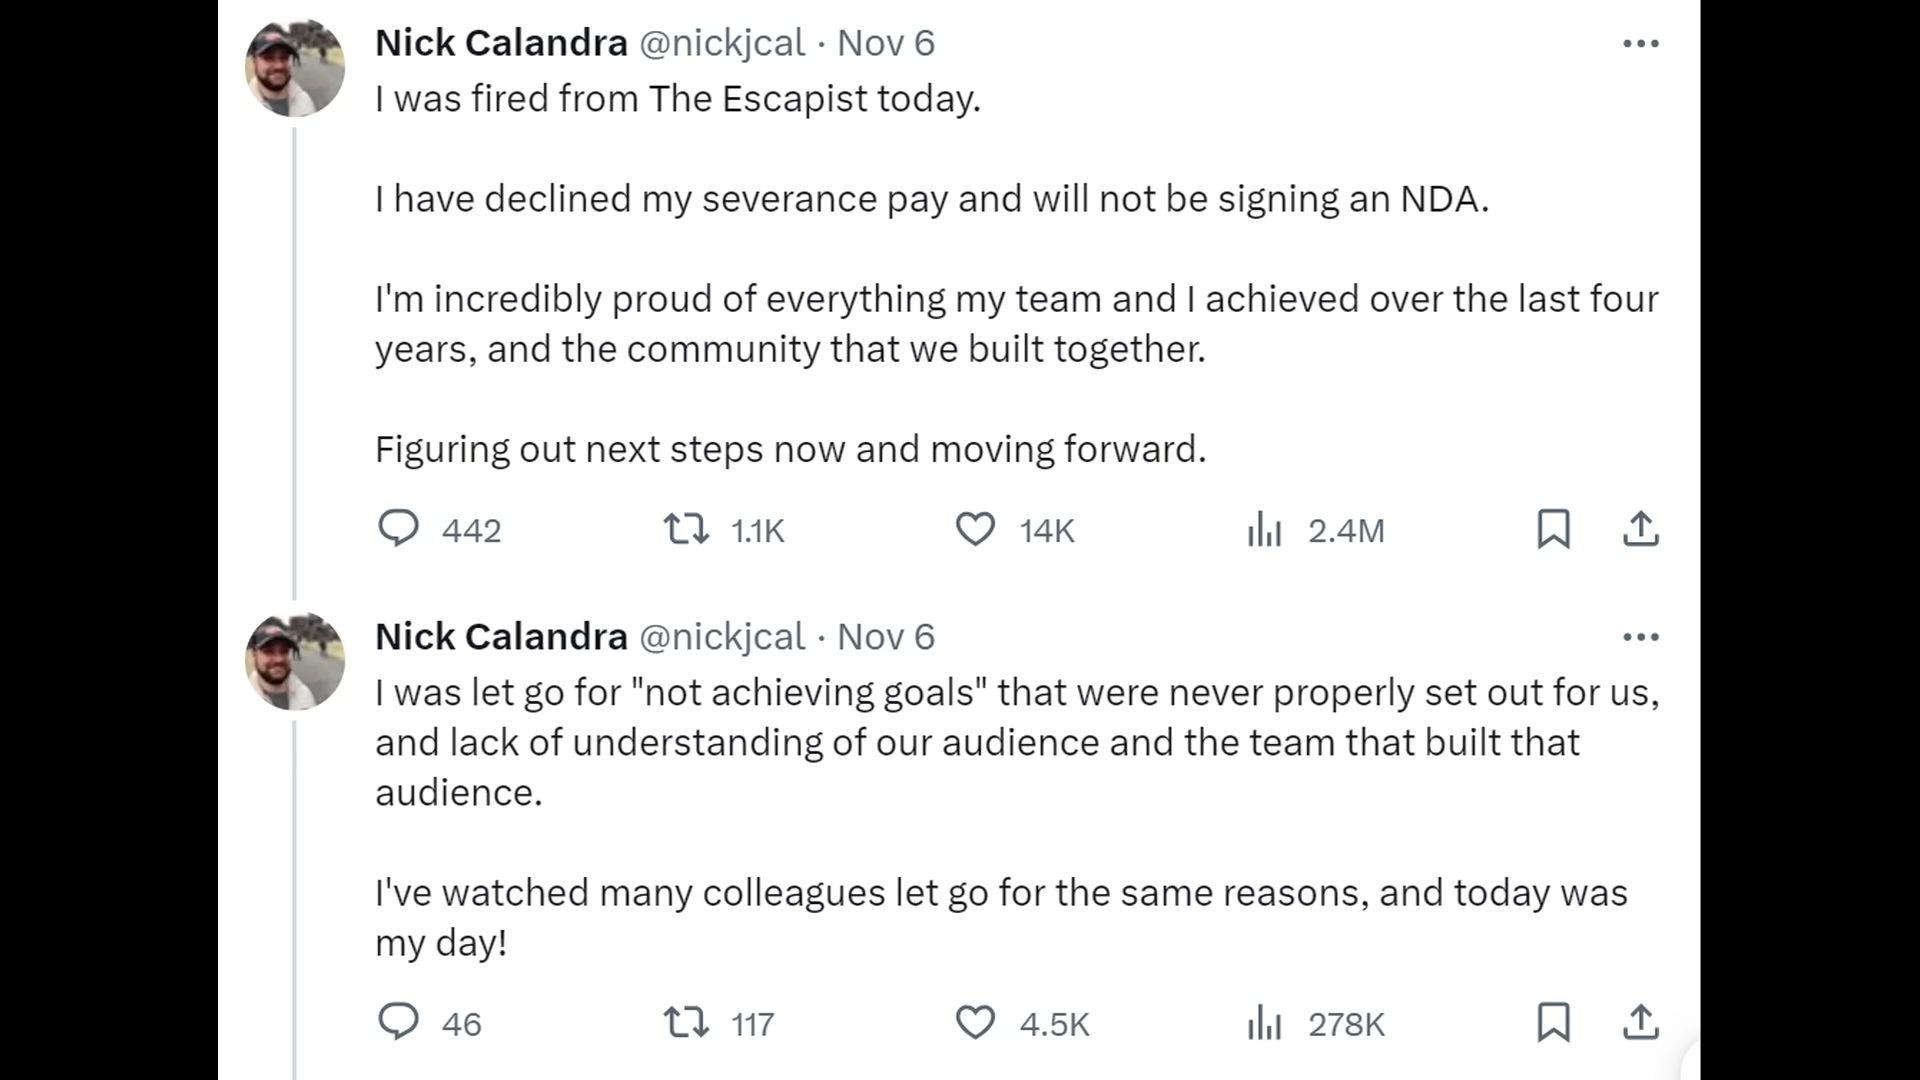 Nick Calandra @nickjcal · Nov 6
I was fired from The Escapist today.
I have declined my severance pay and will not be signing an NDA.
I'm incredibly proud of everything my team and I achieved over the last four
years, and the community that we built together.
Figuring out next steps now and moving forward.
442 1.1K 14K 2.4M
Nick Calandra @nickjcal · Nov 6
I was let go for "not achieving goals" that were never properly set out for us,
and lack of understanding of our audience and the team that built that
audience.
I've watched many colleagues let go for the same reasons, and today was
my day!
46 117 4.5K 278K